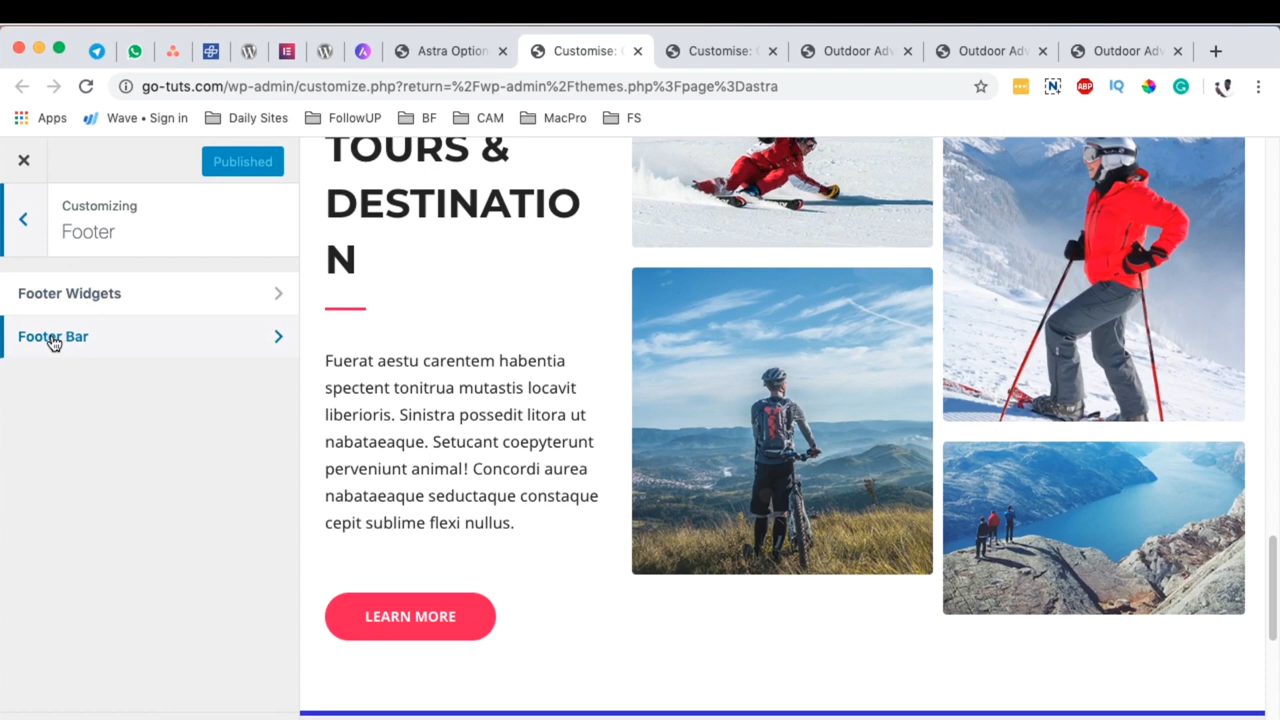 Astra Option
Customise: 
Customise: 
Outdoor Adv
Outdoor Adv
Outdoor Adv
go-tuts.com/wp-admin/customize.php?return=%2Fwp-admin%2Fthemes.php%3Fpage%3Dastra
Apps
Wave • Sign in
Daily Sites
FollowUP
BF
CAM
MacPro
FS
Published
Customizing
Footer
Footer Widgets
Footer Bar
TOURS &
DESTINATIO
N
Fuerat aestu carentem habentia
spectent tonitrua mutastis locavit
liberioris. Sinistra possedit litora ut
nabataeaque. Setucant coepyterunt
perveniunt animal! Concordi aurea
nabataeaque seductaque constaque
cepit sublime flexi nullus.
LEARN MORE